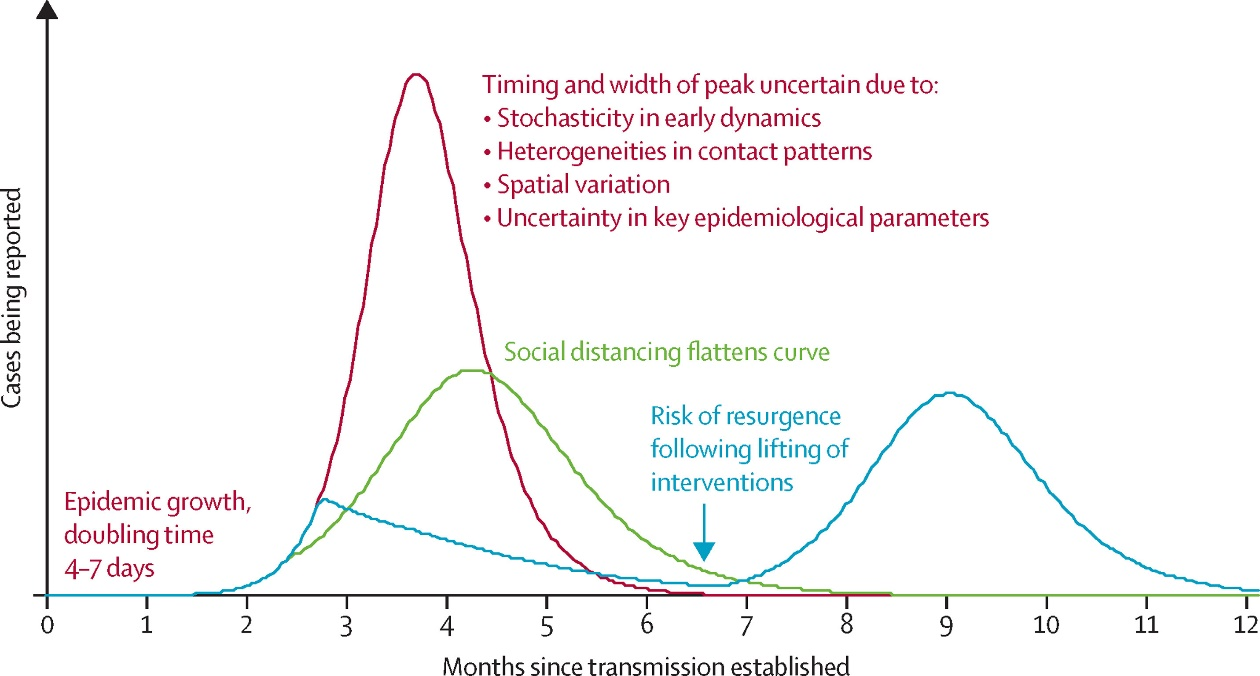 Timing and width of peak uncertain due to:
• Stochasticity in early dynamics
• Heterogeneities in contact patterns
• Spatial variation
• Uncertainty in key epidemiological parameters
Social distancing flattens curve
Risk of resurgence
following lifting of
interventions
Epidemic growth,
doubling time
4–7 days
Cases being reported
0 1 2 3 4 5 6 7 8 9 10 11 12
Months since transmission established